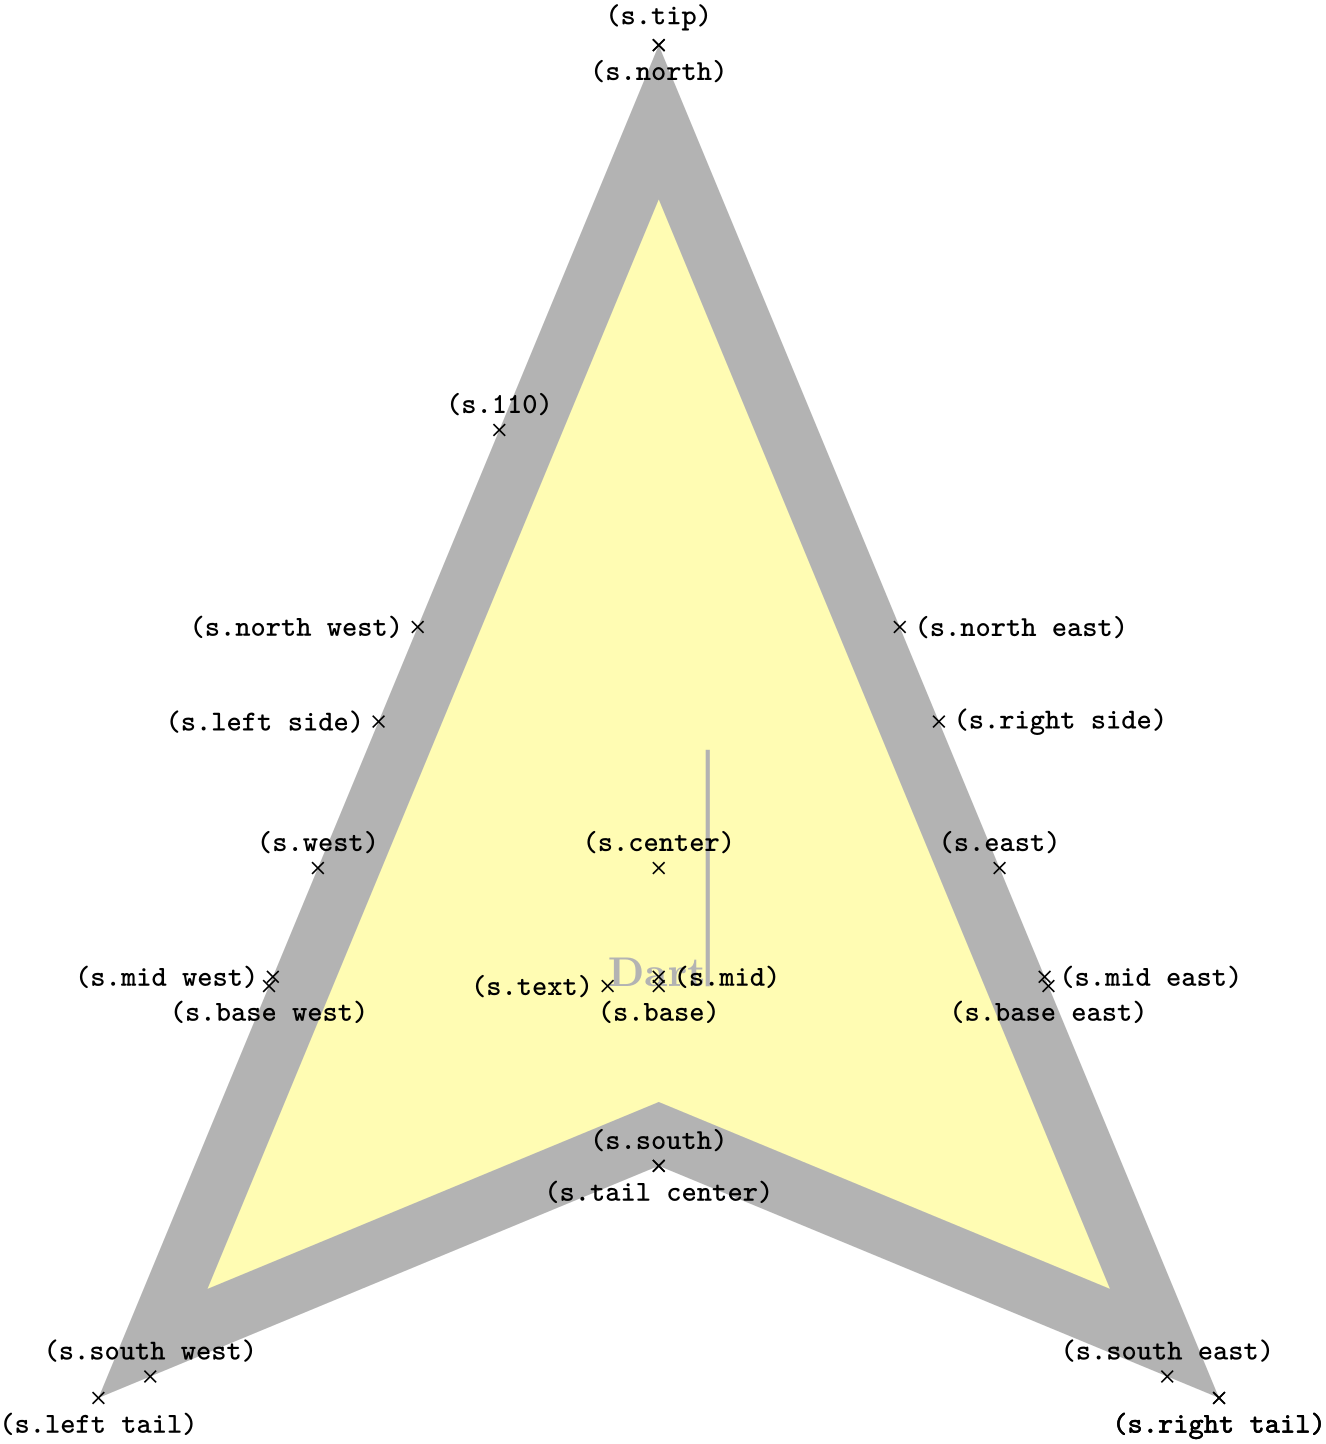 (s.tip)
(s.north)
(s.110)
(s.north west)
(s.north east)
(s.left side)
(s.right side)
(s.west)
(s.center)
(s.east)
(s.mid west)
Dart
(s.mid)
(s.mid east)
(s.text)
(s.base west)
(s.base)
(s.base east)
(s.south)
(s.tail center)
(s.south west)
(s.south east)
(s.left tail)
(s.right tail)